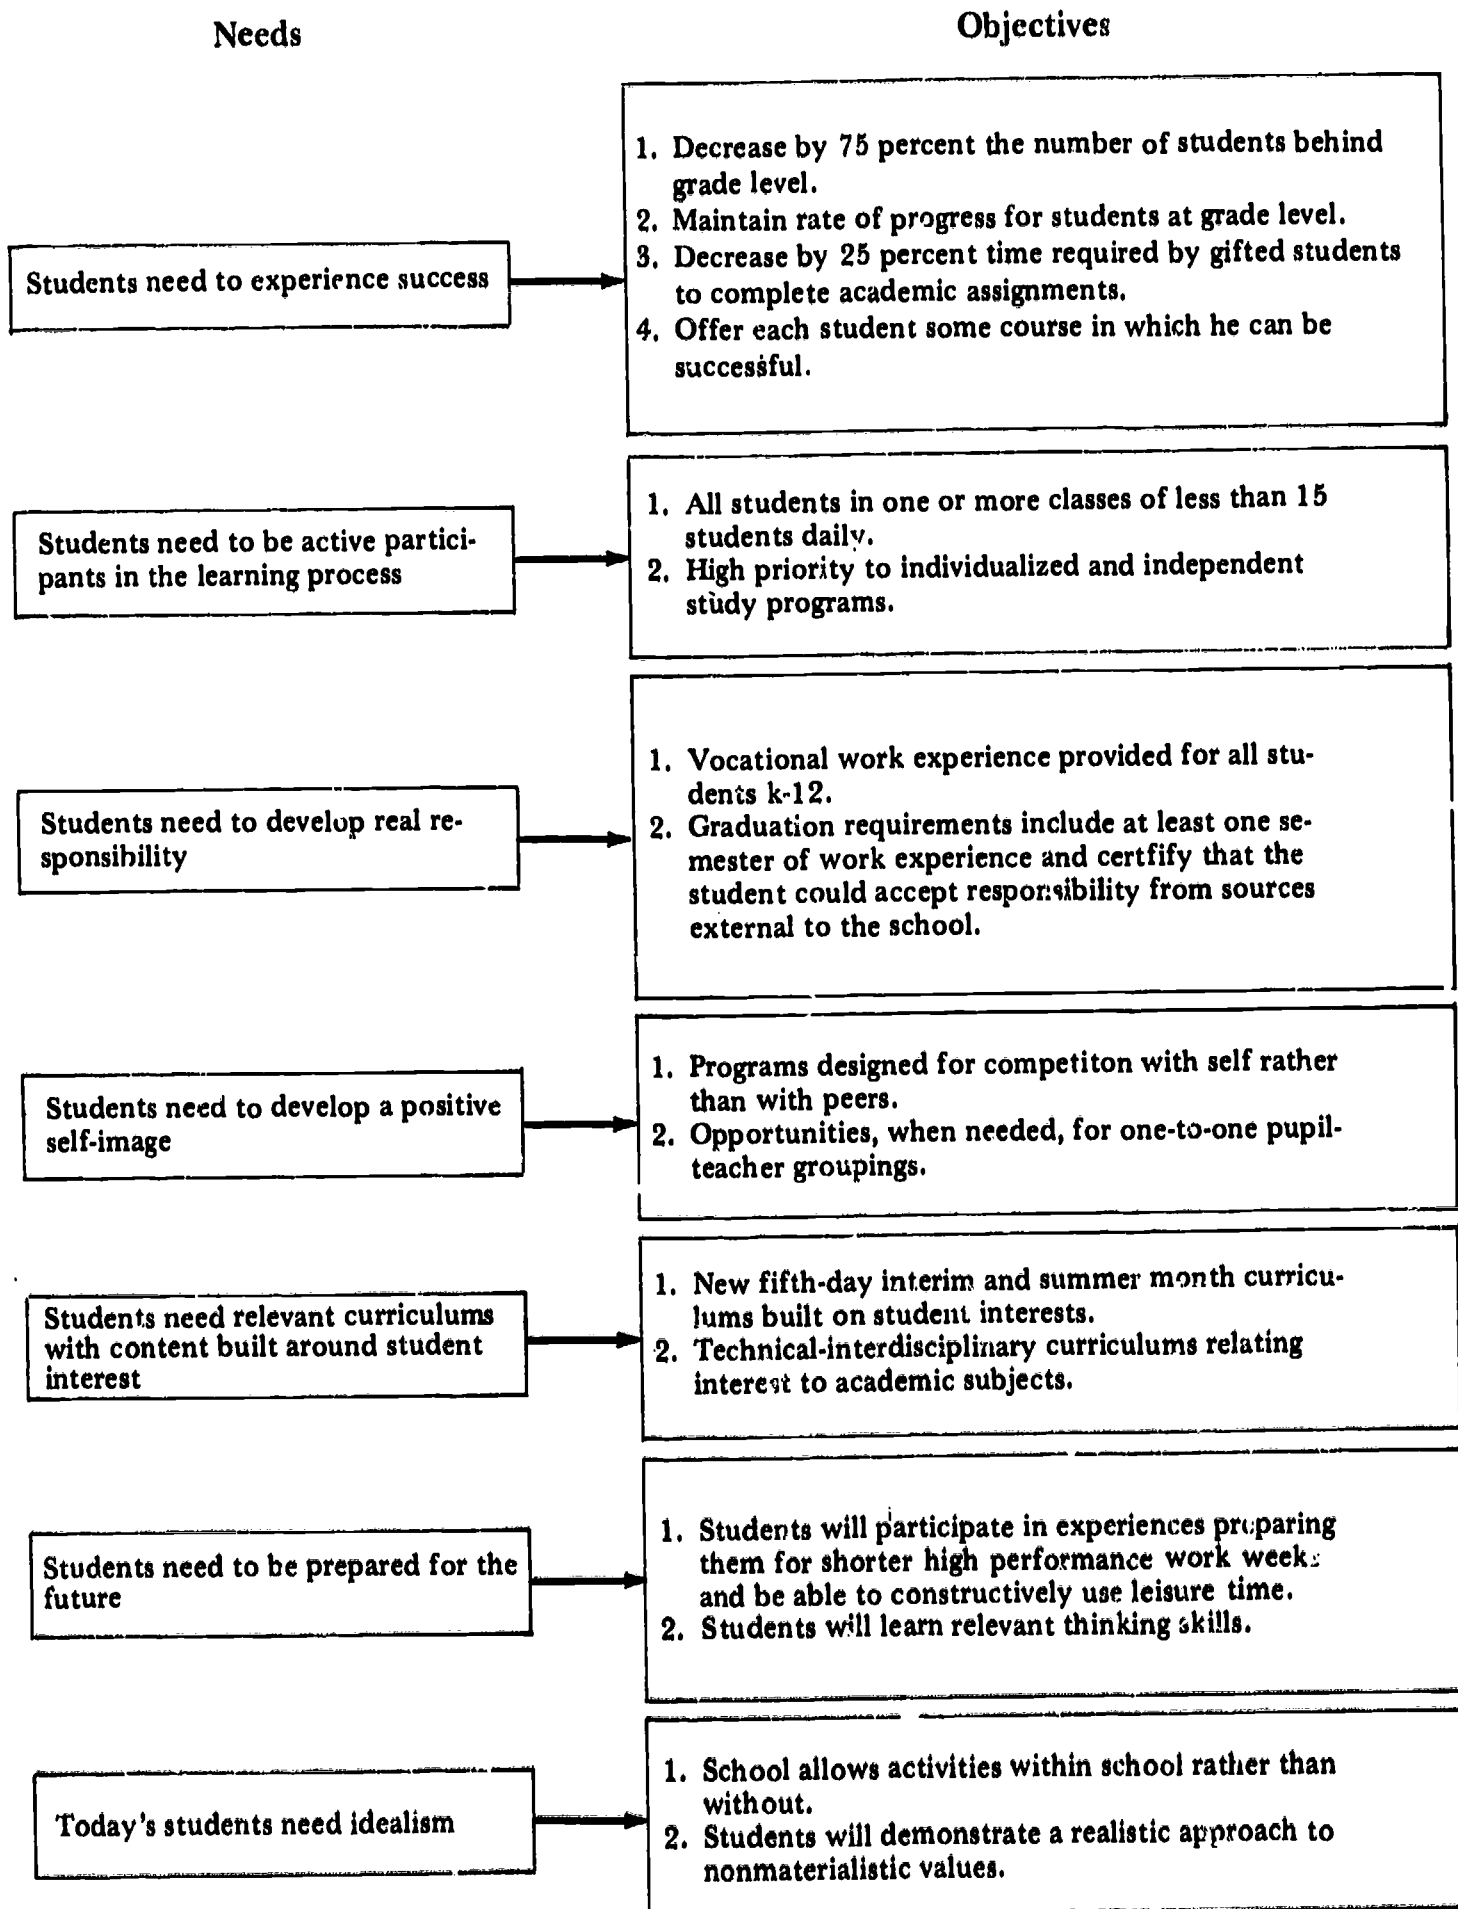 Needs
Objectives
Students need to experience success
1. Decrease by 75 percent the number of students behind
grade level.
2. Maintain rate of progress for students at grade level.
3. Decrease by 25 percent time required by gifted students
to complete academic assignments.
4. Offer each student some course in which he can be
successful.
Students need to be active partici-
pants in the learning process
1. All students in one or more classes of less than 15
students daily.
2. High priority to individualized and independent
study programs.
Students need to develop real re-
sponsibility
1. Vocational work experience provided for all stu-
dents k-12.
2. Graduation requirements include at least one se-
mester of work experience and certfify that the
student could accept responsibility from sources
external to the school.
Students need to develop a positive
self-image
1. Programs designed for competiton with self rather
than with peers.
2. Opportunities, when needed, for one-to-one pupil-
teacher groupings.
Students need relevant curriculums
with content built around student
interest
1. New fifth-day interim and summer month curricu-
lums built on student interests.
2. Technical-interdisciplinary curriculums relating
interest to academic subjects.
Students need to be prepared for the
future
1. Students will participate in experiences preparing
them for shorter high performance work weeks
and be able to constructively use leisure time.
2. Students will learn relevant thinking skills.
Today's students need idealism
1. School allows activities within school rather than
without.
2. Students will demonstrate a realistic approach to
nonmaterialistic values.